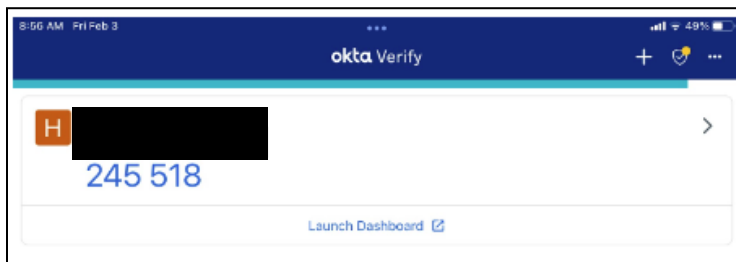 8:56 AM Fri Feb 3 49%
okta Verify
H
245 518
Launch Dashboard